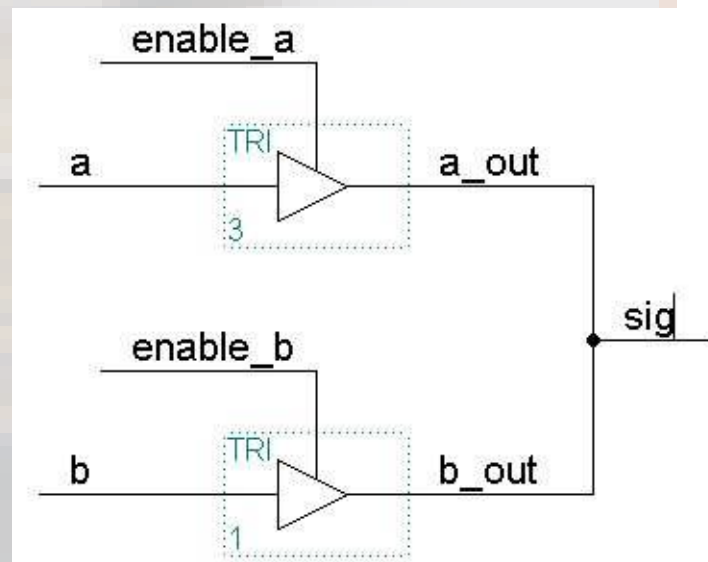 enable_a
TRI
a
a_out
3
sig
enable_b
TRI
b
b_out
1